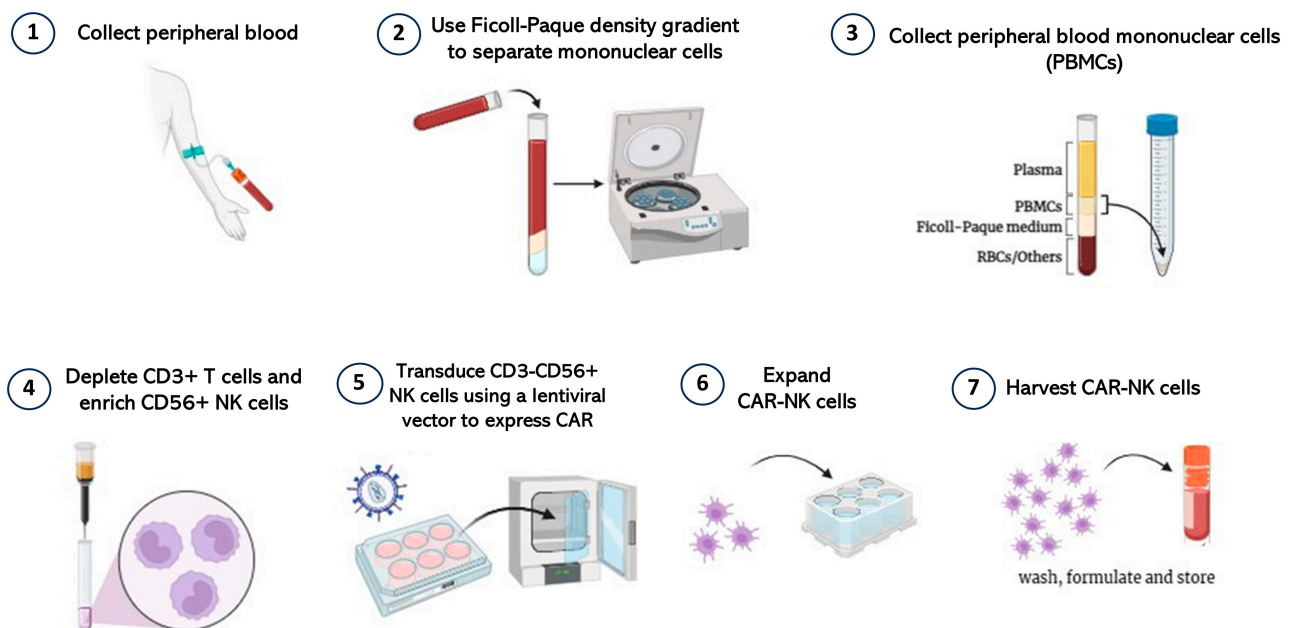 1
Collect peripheral blood
2
Use Ficoll-Paque density gradient
to separate mononuclear cells
3
Collect peripheral blood mononuclear cells
(PBMCs)
Plasma
PBMCs
Ficoll-Paque medium
RBCs/Others
4
Deplete CD3+ T cells and
enrich CD56+ NK cells
5
Transduce CD3-CD56+
NK cells using a lentiviral
vector to express CAR
6
Expand
CAR-NK cells
7
Harvest CAR-NK cells
wash, formulate and store